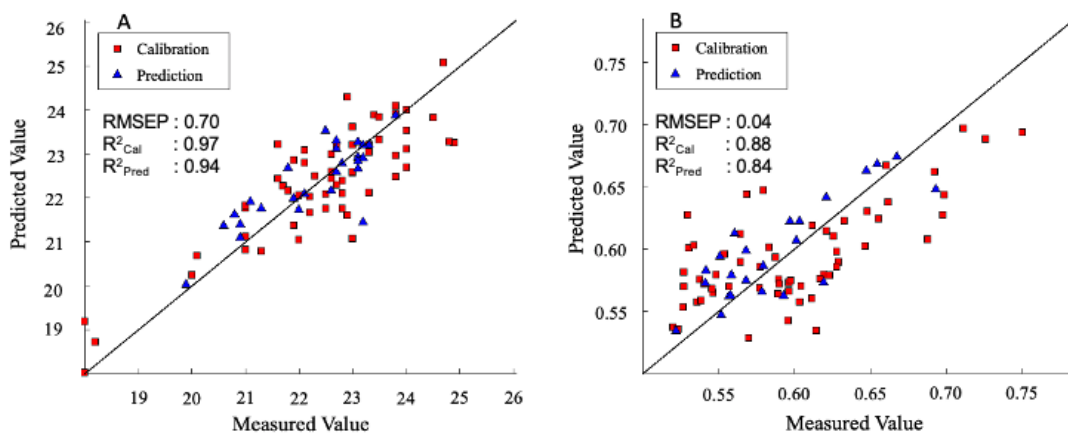 A
Calibration
Prediction
RMSEP : 0.70
R²Cal : 0.97
R²Pred : 0.94
26
25
24
23
22
21
20
19
Predicted Value
19 20 21 22 23 24 25 26
Measured Value
B
Calibration
Prediction
RMSEP : 0.04
R²Cal : 0.88
R²Pred : 0.84
0.75
0.70
0.65
0.60
0.55
Predicted Value
0.55 0.60 0.65 0.70 0.75
Measured Value